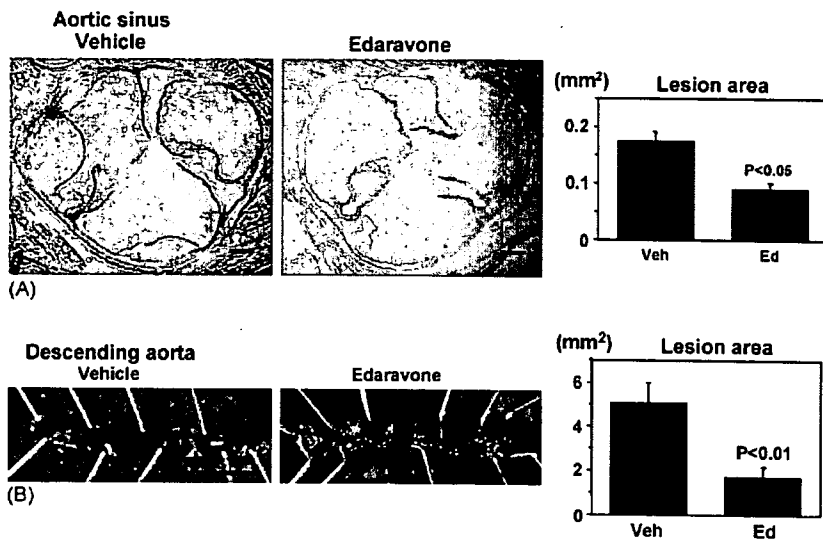 Aortic sinus
Vehicle
Edaravone
(mm²)
Lesion area
0.2
0.1
0
P<0.05
Veh
Ed
(A)
Descending aorta
Vehicle
Edaravone
(mm²)
Lesion area
6
4
2
0
P<0.01
Veh
Ed
(B)